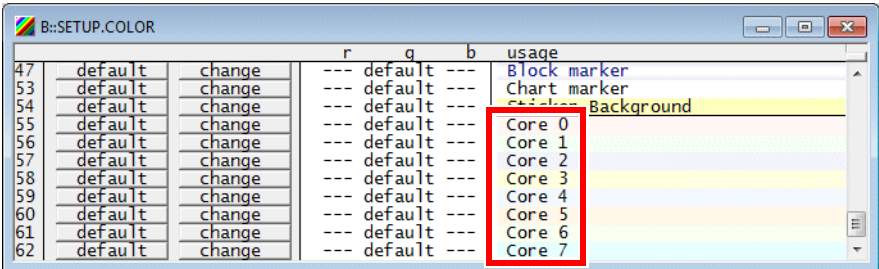 B::SETUP.COLOR
r g b usage
47 default change --- default --- Block marker
53 default change --- default --- Chart marker
54 default change --- default --- Sticker Background
55 default change --- default --- Core 0
56 default change --- default --- Core 1
57 default change --- default --- Core 2
58 default change --- default --- Core 3
59 default change --- default --- Core 4
60 default change --- default --- Core 5
61 default change --- default --- Core 6
62 default change --- default --- Core 7